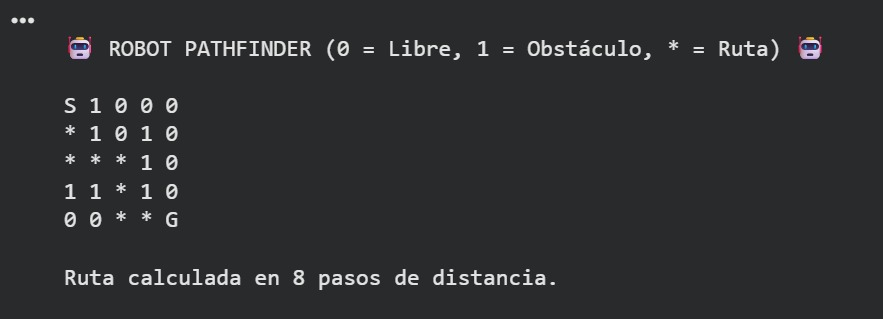 •••
🤖 ROBOT PATHFINDER (0 = Libre, 1 = Obstáculo, * = Ruta) 🤖
S 1 0 0 0
* 1 0 1 0
* * * 1 0
1 1 * 1 0
0 0 * * G
Ruta calculada en 8 pasos de distancia.